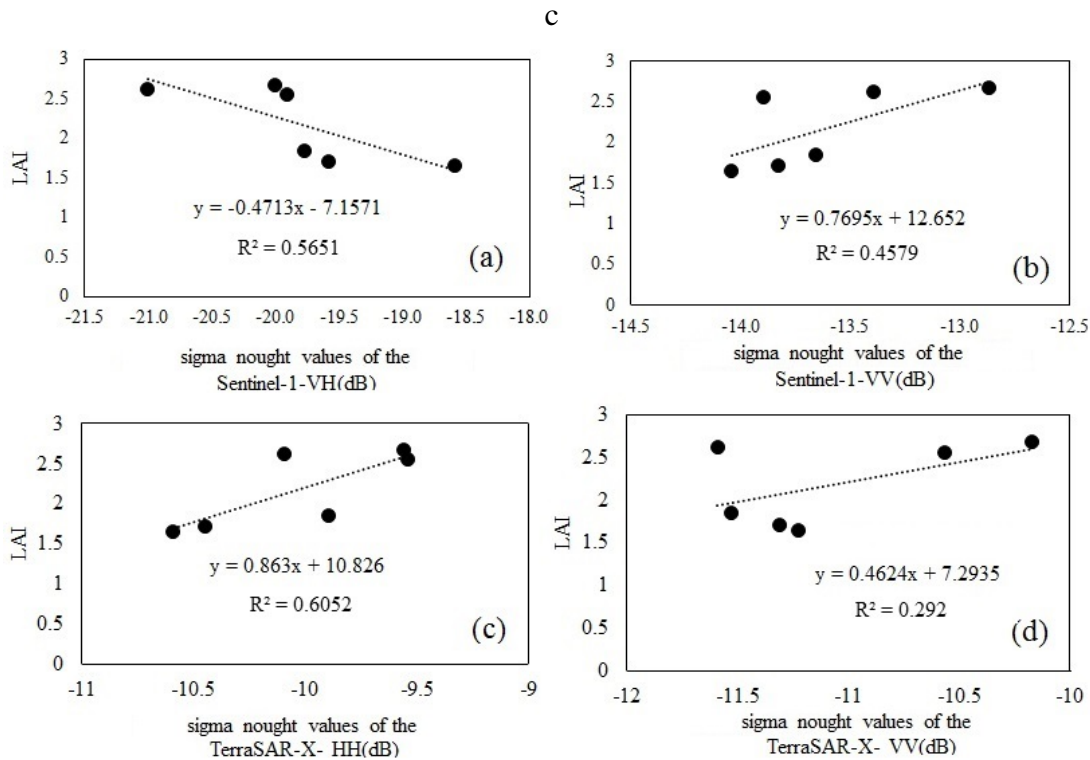 c
3
2.5
2
1.5
1
0.5
0
LAI
y = -0.4713x - 7.1571
R² = 0.5651
(a)
-21.5 -21.0 -20.5 -20.0 -19.5 -19.0 -18.5 -18.0
sigma nought values of the
Sentinel-1-VH(dB)
3
2.5
2
1.5
1
0.5
0
LAI
y = 0.7695x + 12.652
R² = 0.4579
(b)
-14.5 -14.0 -13.5 -13.0 -12.5
sigma nought values of the
Sentinel-1-VV(dB)
3
2.5
2
1.5
1
0.5
0
LAI
y = 0.863x + 10.826
R² = 0.6052
(c)
-11 -10.5 -10 -9.5 -9
sigma nought values of the
TerraSAR-X- HH(dB)
3
2.5
2
1.5
1
0.5
0
LAI
y = 0.4624x + 7.2935
R² = 0.292
(d)
-12 -11.5 -11 -10.5 -10
sigma nought values of the
TerraSAR-X- VV(dB)